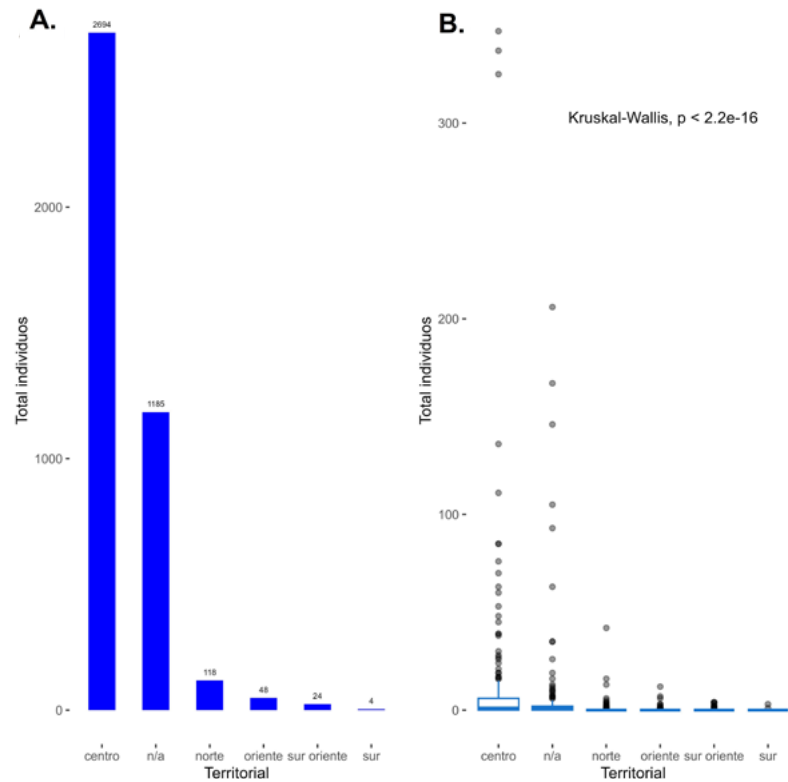 A.
2694
2000
1185
1000
118
48
24
4
0
Total individuos
centro n/a norte oriente sur oriente sur
Territorial
B.
Kruskal-Wallis, p < 2.2e-16
300
200
100
0
Total individuos
centro n/a norte oriente sur oriente sur
Territorial